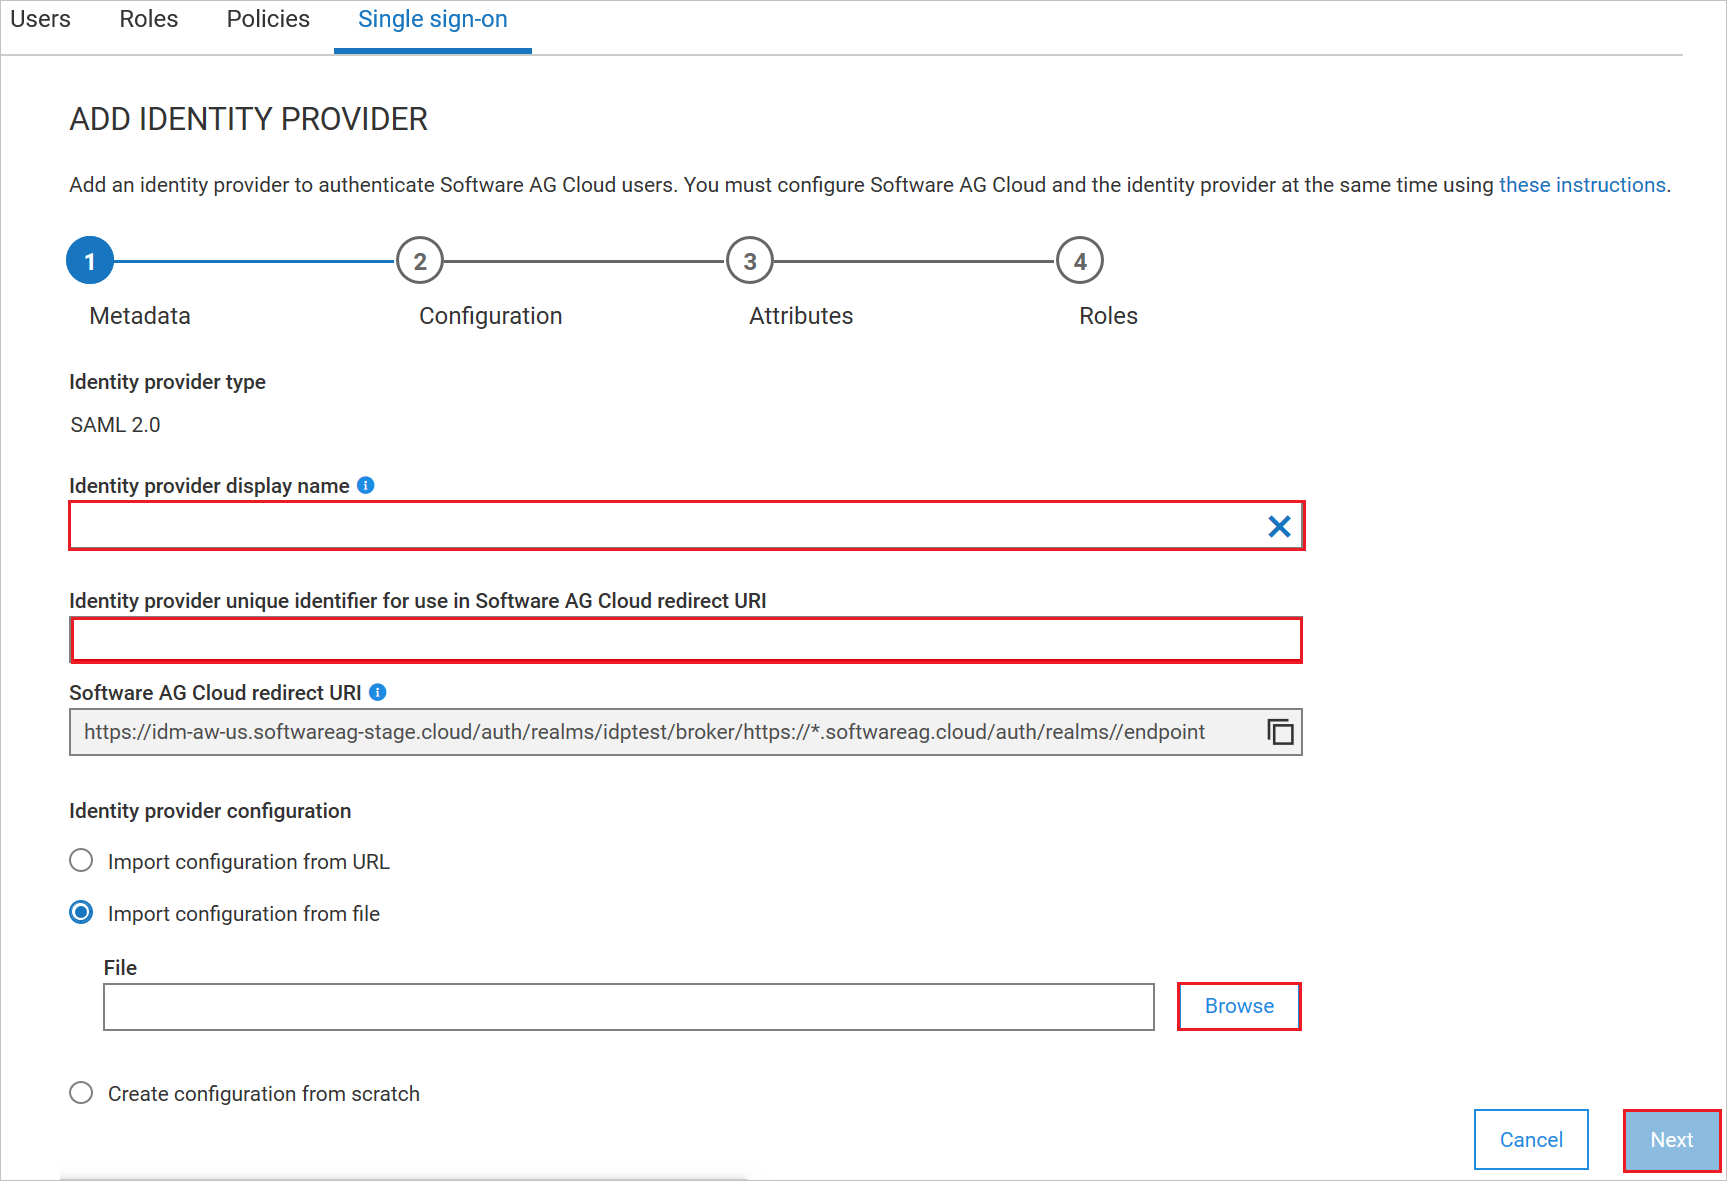 Users Roles Policies Single sign-on
ADD IDENTITY PROVIDER
Add an identity provider to authenticate Software AG Cloud users. You must configure Software AG Cloud and the identity provider at the same time using these instructions.
1 2 3 4
Metadata Configuration Attributes Roles
Identity provider type
SAML 2.0
Identity provider display name
Identity provider unique identifier for use in Software AG Cloud redirect URI
Software AG Cloud redirect URI
https://idm-aw-us.softwareag-stage.cloud/auth/realms/idptest/broker/https://*.softwareag.cloud/auth/realms//endpoint
Identity provider configuration
Import configuration from URL
Import configuration from file
File
Browse
Create configuration from scratch
Cancel Next